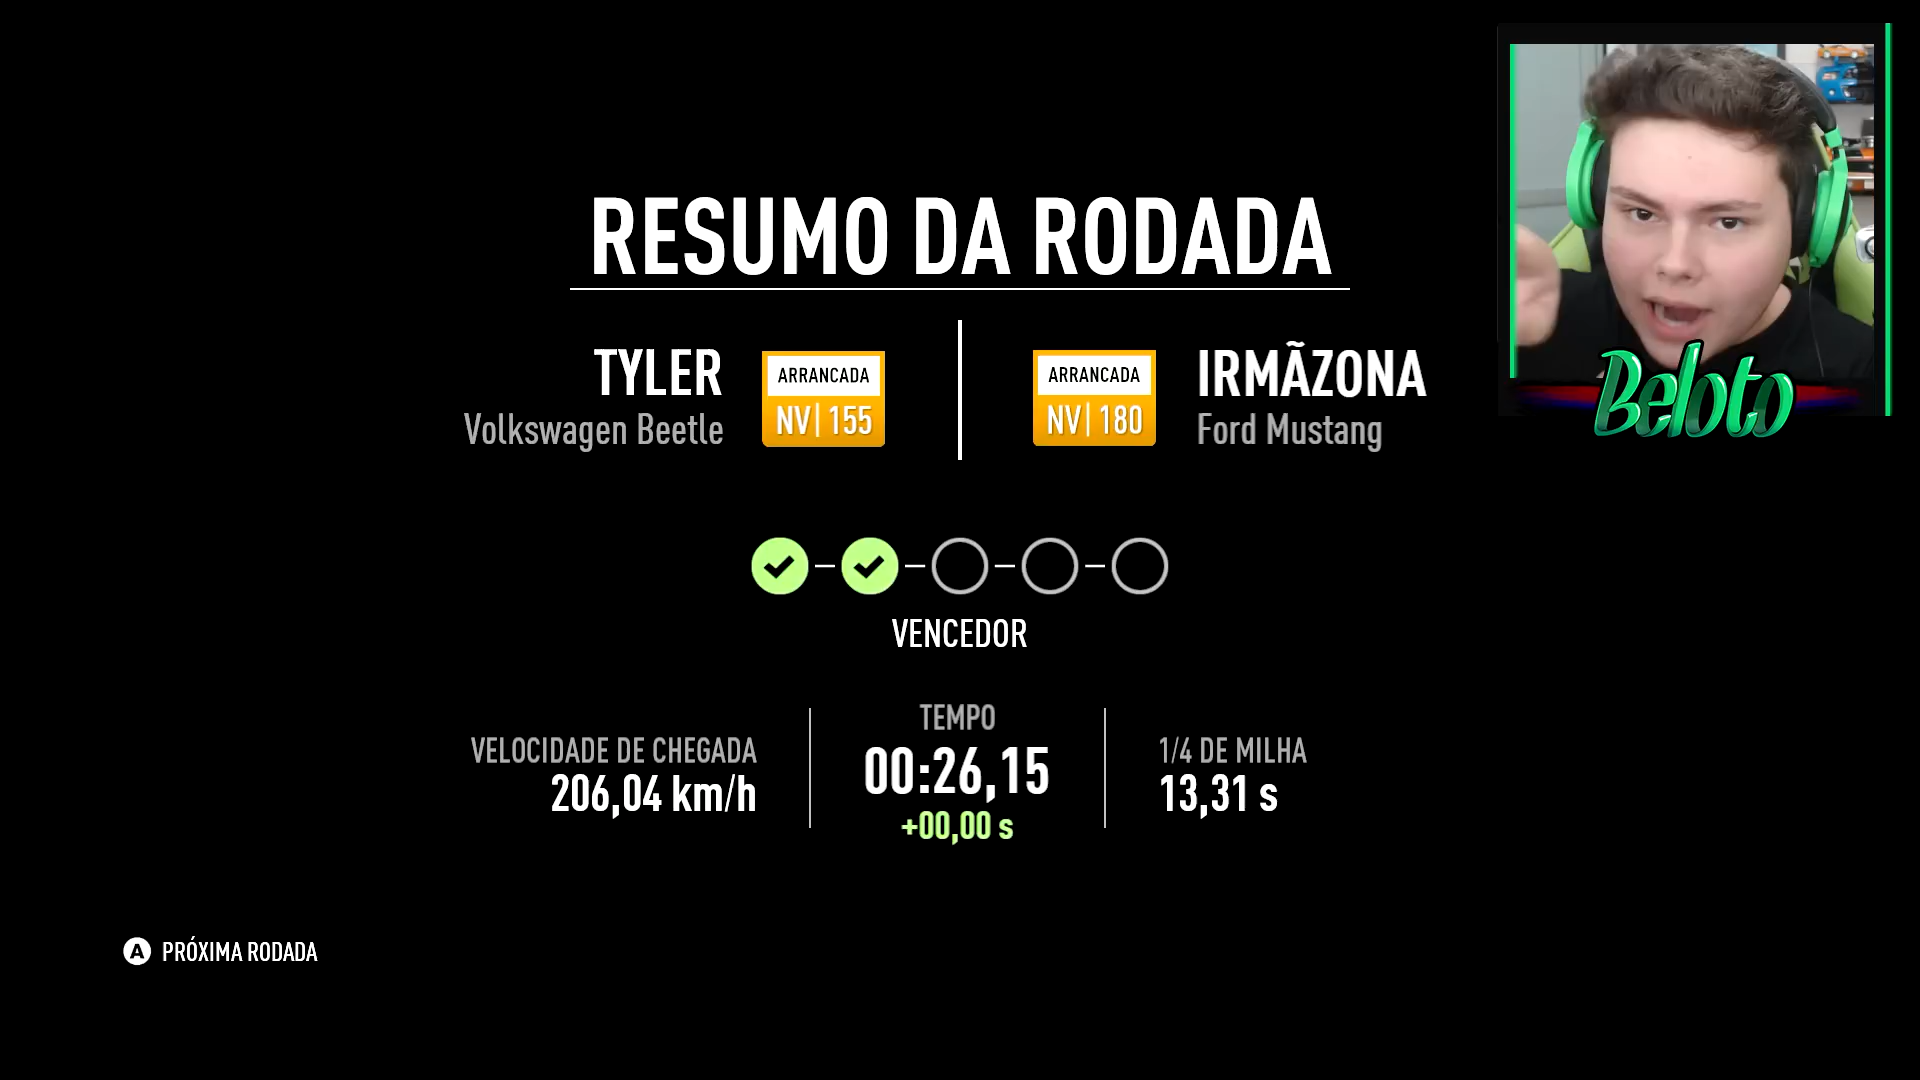 RESUMO DA RODADA
TYLER
Volkswagen Beetle
ARRANCADA
NV| 155
ARRANCADA
NV| 180
IRMÃZONA
Ford Mustang
Beloto
VENCEDOR
VELOCIDADE DE CHEGADA
206,04 km/h
TEMPO
00:26,15
+00,00 s
1/4 DE MILHA
13,31 s
A PRÓXIMA RODADA